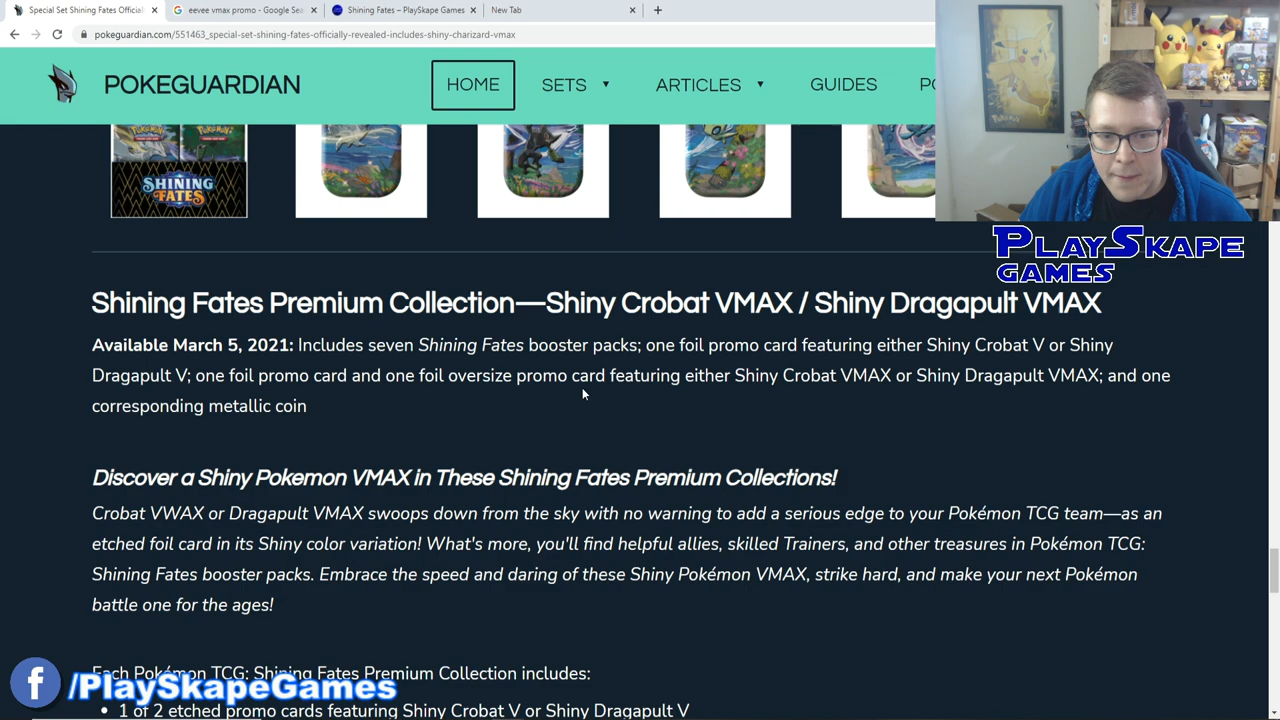 Special Set Shining Fates Official
eevee vmax promo - Google Sea
Shining Fates – PlaySkape Games
New Tab
pokeguardian.com/551463_special-set-shining-fates-officially-revealed-includes-shiny-charizard-vmax
POKEGUARDIAN
HOME
SETS
ARTICLES
GUIDES
SHINING
FATES
PLAYSKAPE
GAMES
Shining Fates Premium Collection—Shiny Crobat VMAX / Shiny Dragapult VMAX
Available March 5, 2021: Includes seven Shining Fates booster packs; one foil promo card featuring either Shiny Crobat V or Shiny
Dragapult V; one foil promo card and one foil oversize promo card featuring either Shiny Crobat VMAX or Shiny Dragapult VMAX; and one
corresponding metallic coin
Discover a Shiny Pokemon VMAX in These Shining Fates Premium Collections!
Crobat VWAX or Dragapult VMAX swoops down from the sky with no warning to add a serious edge to your Pokémon TCG team—as an
etched foil card in its Shiny color variation! What's more, you'll find helpful allies, skilled Trainers, and other treasures in Pokémon TCG:
Shining Fates booster packs. Embrace the speed and daring of these Shiny Pokémon VMAX, strike hard, and make your next Pokémon
battle one for the ages!
Each Pokémon TCG: Shining Fates Premium Collection includes:
f /PlaySkapeGames
• 1 of 2 etched promo cards featuring Shiny Crobat V or Shiny Dragapult V